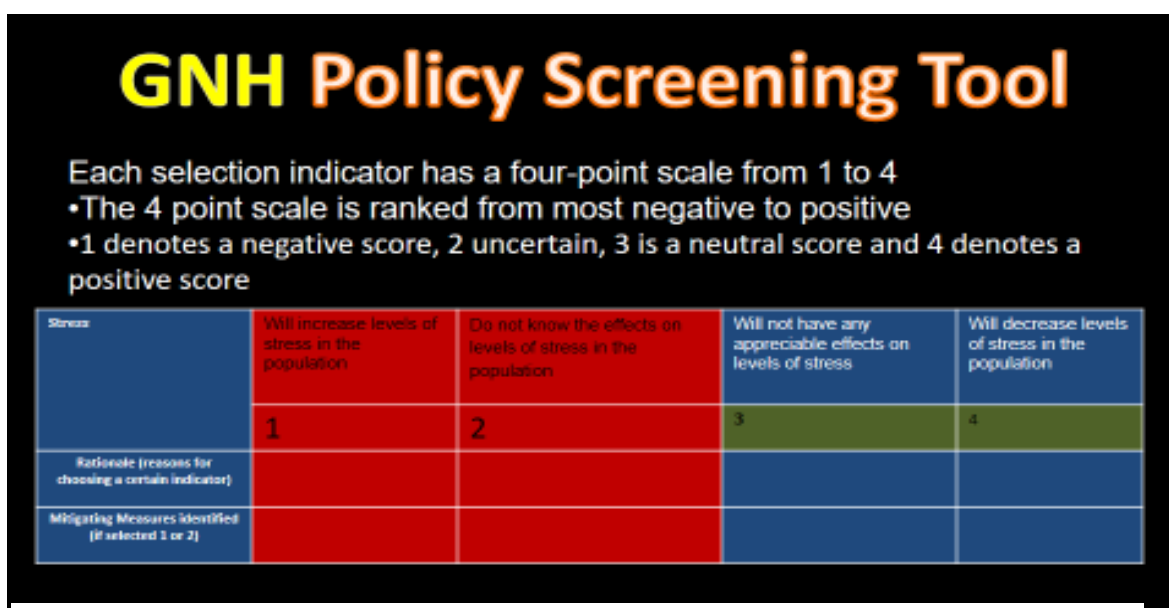 GNH Policy Screening Tool
Each selection indicator has a four-point scale from 1 to 4
•The 4 point scale is ranked from most negative to positive
•1 denotes a negative score, 2 uncertain, 3 is a neutral score and 4 denotes a
positive score
Stress
Will increase levels of
stress in the
population
Do not know the effects on
levels of stress in the
population
Will not have any
appreciable effects on
levels of stress
Will decrease levels
of stress in the
population
1
2
3
4
Rationale (reasons for
choosing a certain indicator)
Mitigating Measures identified
(if selected 1 or 2)